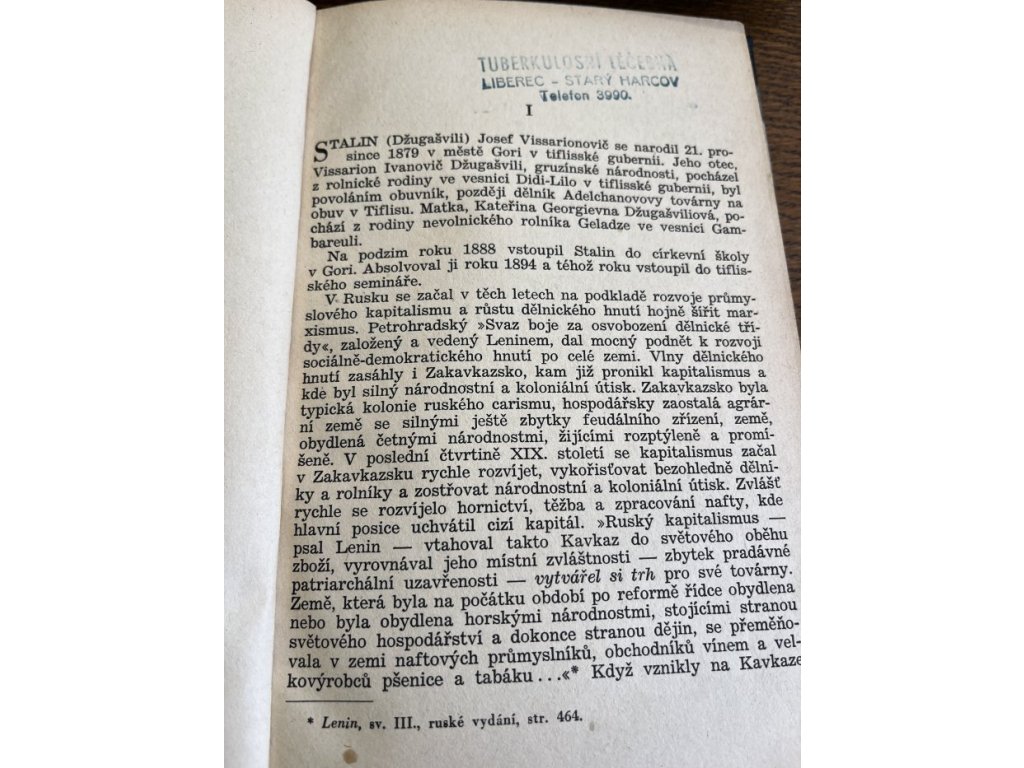 TUBERKULOSNÍ LÉČEBNA
LIBEREC - STARÝ HARCOV
Telefon 3990.
I
STALIN (Džugašvili) Josef Vissarionovič se narodil 21. pro-
since 1879 v městě Gori v tiflisské gubernii. Jeho otec,
Vissarion Ivanovič Džugašvili, gruzínské národnosti, pocházel
z rolnické rodiny ve vesnici Didi-Lilo v tiflisské gubernii, byl
povoláním obuvník, později dělník Adelchanovovy továrny na
obuv v Tiflisu. Matka, Kateřina Georgievna Džugašviliová, po-
chází z rodiny nevolnického rolníka Geladze ve vesnici Gam-
bareuli.
Na podzim roku 1888 vstoupil Stalin do církevní školy
v Gori. Absolvoval ji roku 1894 a téhož roku vstoupil do tiflis-
ského semináře.
V Rusku se začal v těch letech na podkladě rozvoje průmy-
slového kapitalismu a růstu dělnického hnutí hojně šířit mar-
xismus. Petrohradský »Svaz boje za osvobození dělnické tří-
dy«, založený a vedený Leninem, dal mocný podnět k rozvoji
sociálně-demokratického hnutí po celé zemi. Vlny dělnického
hnutí zasáhly i Zakavkazsko, kam již pronikl kapitalismus a
kde byl silný národnostní a koloniální útisk. Zakavkazsko byla
typická kolonie ruského carismu, hospodářsky zaostalá agrár-
ní země se silnými ještě zbytky feudálního zřízení, země,
obydlená četnými národnostmi, žijícími rozptýleně a promí-
šeně. V poslední čtvrtině XIX. století se kapitalismus začal
v Zakavkazsku rychle rozvíjet, vykořisťovat bezohledně dělní-
ky a rolníky a zostřovat národnostní a koloniální útisk. Zvlášť
rychle se rozvíjelo hornictví, těžba a zpracování nafty, kde
hlavní posice uchvátil cizí kapitál. »Ruský kapitalismus —
psal Lenin — vtahoval takto Kavkaz do světového oběhu
zboží, vyrovnával jeho místní zvláštnosti — zbytek pradávné
patriarchální uzavřenosti — vytvářel si trh pro své továrny.
Země, která byla na počátku období po reformě řídce obydlena
nebo byla obydlena horskými národnostmi, stojícími stranou
světového hospodářství a dokonce stranou dějin, se přeměňo-
vala v zemi naftových průmyslníků, obchodníků vínem a vel-
kovýrobců pšenice a tabáku ...«* Když vznikly na Kavkaze
* Lenin, sv. III., ruské vydání, str. 464.